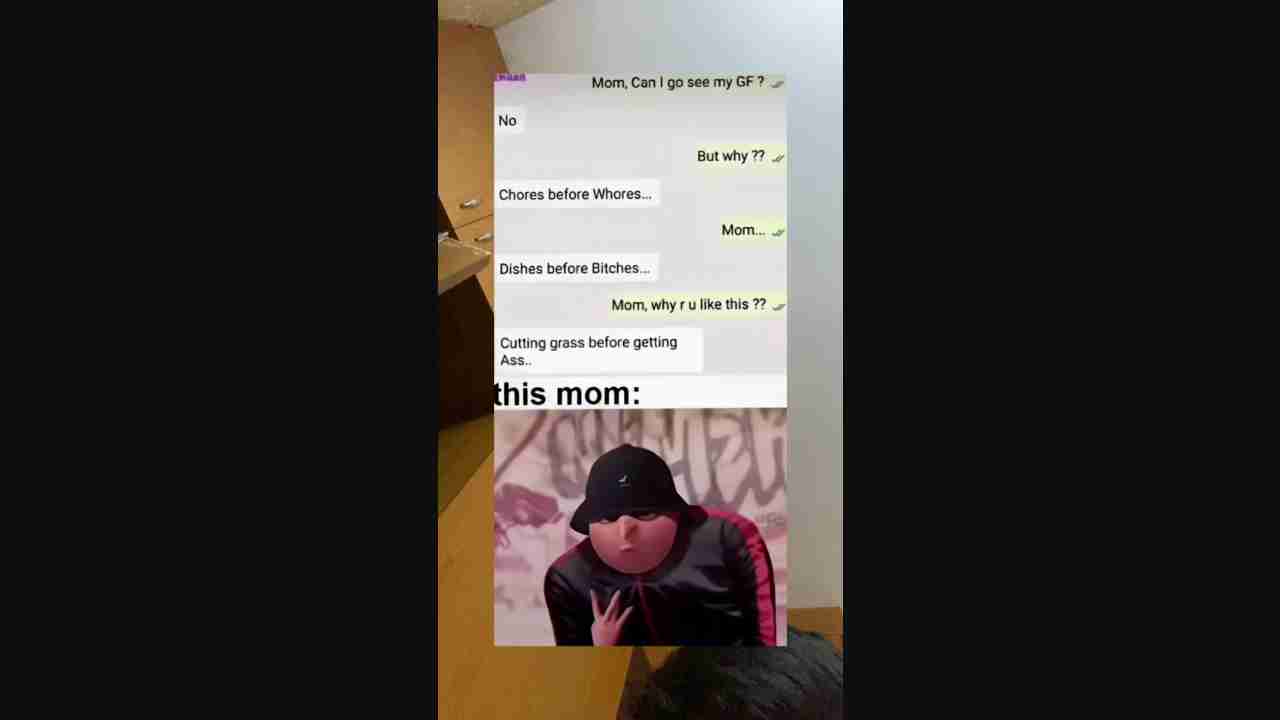 Mom, Can I go see my GF ?
No
But why ??
Chores before Whores...
Mom...
Dishes before Bitches...
Mom, why r u like this ??
Cutting grass before getting
Ass..
this mom: